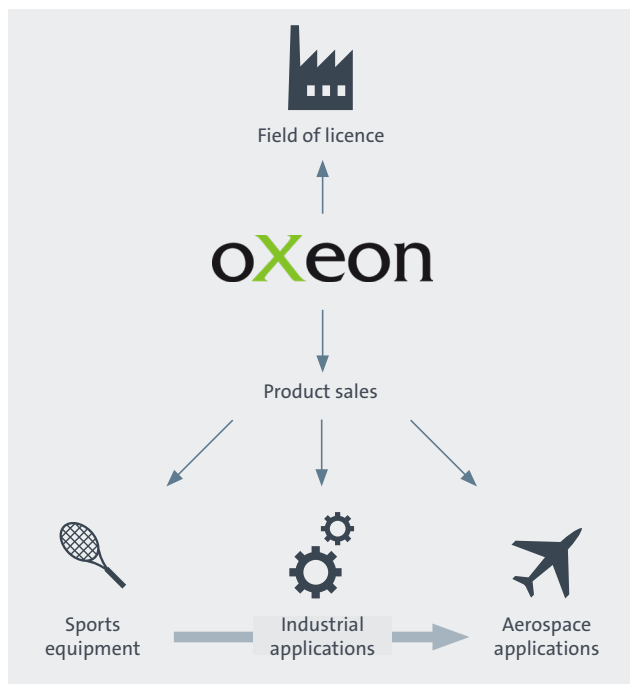 Field of licence
oXeon
Product sales
Sports
equipment
Industrial
applications
Aerospace
applications